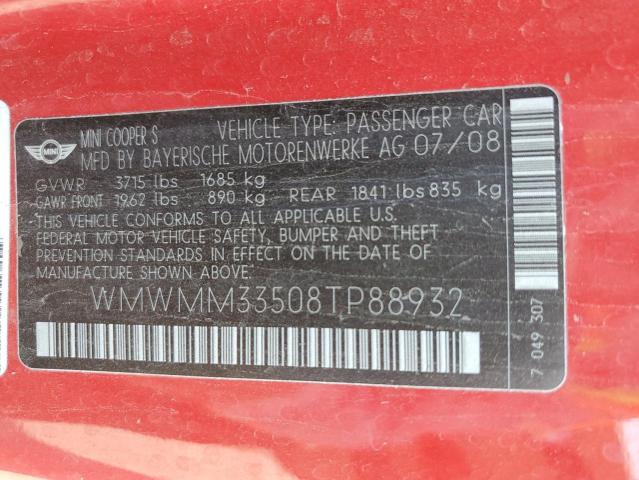 MINI
MINI COOPER S VEHICLE TYPE: PASSENGER CAR
MFD BY BAYERISCHE MOTORENWERKE AG 07/08
GVWR 3715 lbs 1685 kg
GAWR FRONT 1962 lbs 890 kg REAR 1841 lbs 835 kg
THIS VEHICLE CONFORMS TO ALL APPLICABLE U.S.
FEDERAL MOTOR VEHICLE SAFETY, BUMPER AND THEFT
PREVENTION STANDARDS IN EFFECT ON THE DATE OF
MANUFACTURE SHOWN ABOVE.
WMWMM33508TP88932
7 049 307